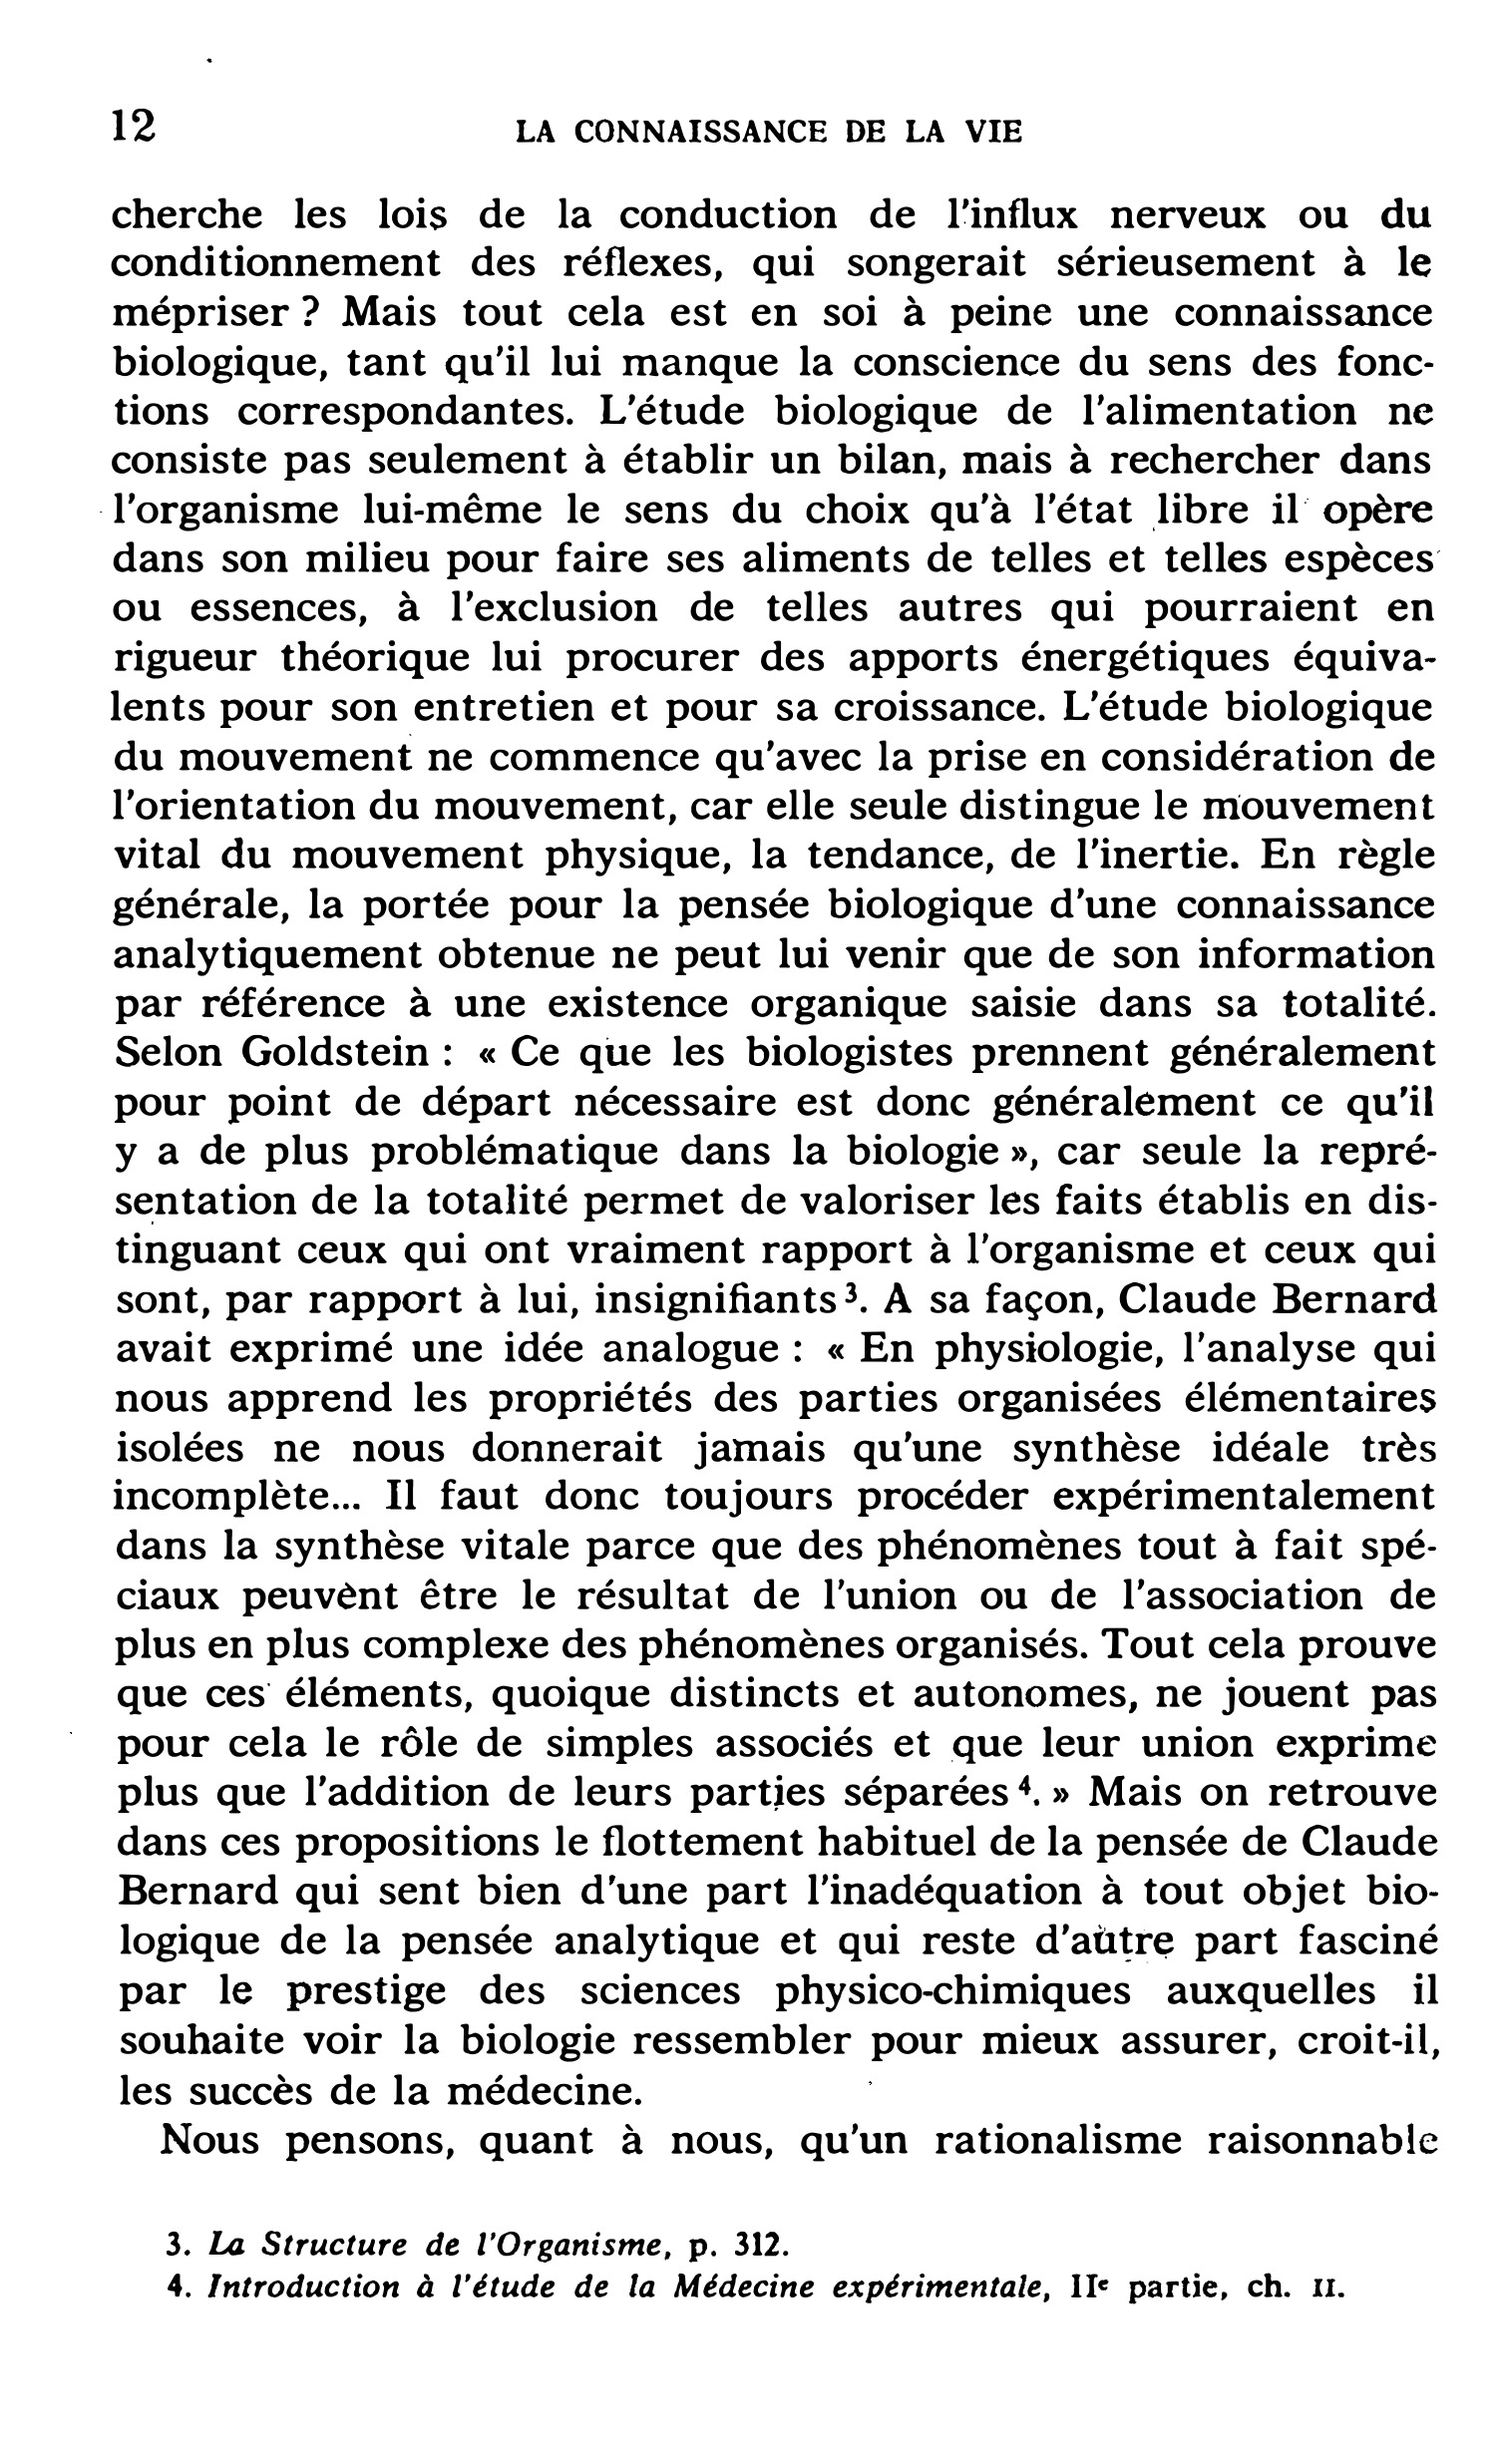 12
LA CONNAISSANCE DE LA VIE
cherche les lois de la conduction de l'influx nerveux ou du
conditionnement des réflexes, qui songerait sérieusement à le
mépriser ? Mais tout cela est en soi à peine une connaissance
biologique, tant qu'il lui manque la conscience du sens des fonc-
tions correspondantes. L'étude biologique de l'alimentation ne
consiste pas seulement à établir un bilan, mais à rechercher dans
l'organisme lui-même le sens du choix qu'à l'état libre il opère
dans son milieu pour faire ses aliments de telles et telles espèces
ou essences, à l'exclusion de telles autres qui pourraient en
rigueur théorique lui procurer des apports énergétiques équiva-
lents pour son entretien et pour sa croissance. L'étude biologique
du mouvement ne commence qu'avec la prise en considération de
l'orientation du mouvement, car elle seule distingue le mouvement
vital du mouvement physique, la tendance, de l'inertie. En règle
générale, la portée pour la pensée biologique d'une connaissance
analytiquement obtenue ne peut lui venir que de son information
par référence à une existence organique saisie dans sa totalité.
Selon Goldstein : « Ce que les biologistes prennent généralement
pour point de départ nécessaire est donc généralement ce qu'il
y a de plus problématique dans la biologie », car seule la repré-
sentation de la totalité permet de valoriser les faits établis en dis-
tinguant ceux qui ont vraiment rapport à l'organisme et ceux qui
sont, par rapport à lui, insignifiants ³. A sa façon, Claude Bernard
avait exprimé une idée analogue : « En physiologie, l'analyse qui
nous apprend les propriétés des parties organisées élémentaires
isolées ne nous donnerait jamais qu'une synthèse idéale très
incomplète... Il faut donc toujours procéder expérimentalement
dans la synthèse vitale parce que des phénomènes tout à fait spé-
ciaux peuvent être le résultat de l'union ou de l'association de
plus en plus complexe des phénomènes organisés. Tout cela prouve
que ces éléments, quoique distincts et autonomes, ne jouent pas
pour cela le rôle de simples associés et que leur union exprime
plus que l'addition de leurs parties séparées ⁴. » Mais on retrouve
dans ces propositions le flottement habituel de la pensée de Claude
Bernard qui sent bien d'une part l'inadéquation à tout objet bio-
logique de la pensée analytique et qui reste d'autre part fasciné
par le prestige des sciences physico-chimiques auxquelles il
souhaite voir la biologie ressembler pour mieux assurer, croit-il,
les succès de la médecine.
Nous pensons, quant à nous, qu'un rationalisme raisonnable
3. La Structure de l'Organisme, p. 312.
4. Introduction à l'étude de la Médecine expérimentale, IIᵉ partie, ch. II.